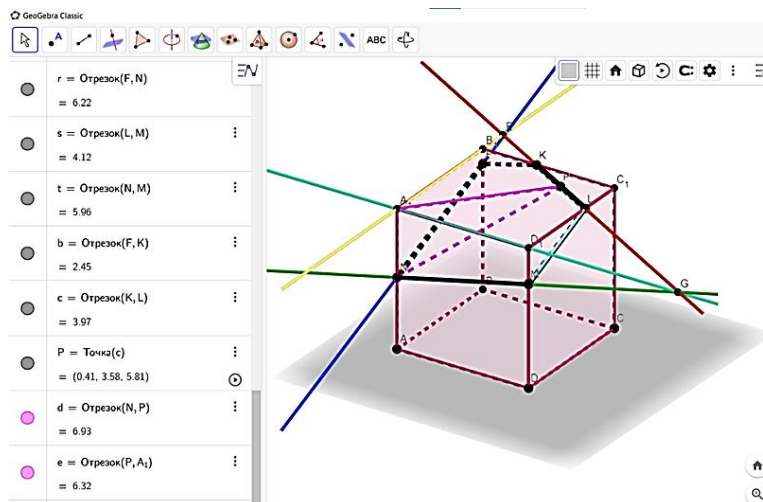 GeoGebra Classic
ABC
r = Отрезок(F, N)
= 6.22
s = Отрезок(L, M)
= 4.12
t = Отрезок(N, M)
= 5.96
b = Отрезок(F, K)
= 2.45
c = Отрезок(K, L)
= 3.97
P = Точка(c)
= (0.41, 3.58, 5.81)
d = Отрезок(N, P)
= 6.93
e = Отрезок(P, A₁)
= 6.32
K
C₁
P
G
A
C
D